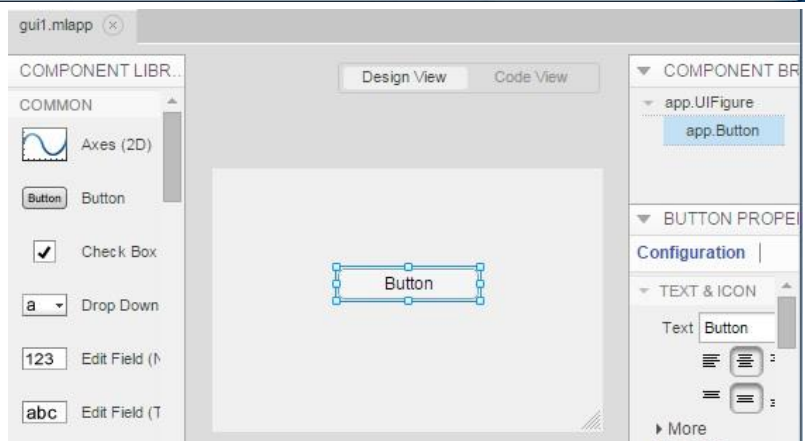 gui1.mlapp
COMPONENT LIBR..
COMMON
Axes (2D)
Button Button
Check Box
a Drop Down
123 Edit Field (N
abc Edit Field (T
Design View Code View
Button
COMPONENT BR
app.UIFigure
app.Button
BUTTON PROPE
Configuration
TEXT & ICON
Text Button
More